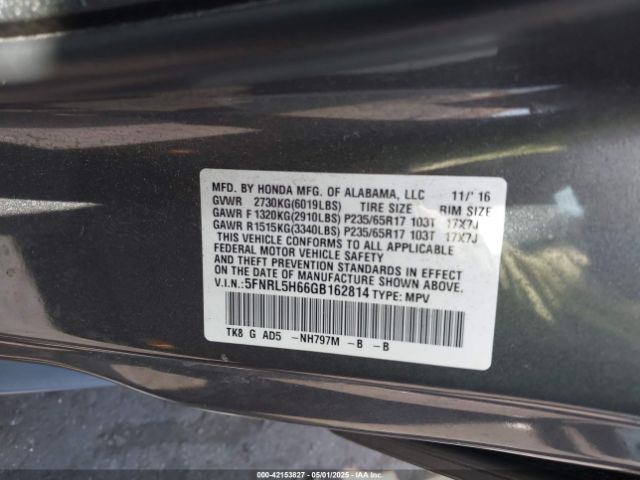 MFD. BY HONDA MFG. OF ALABAMA, LLC 11/'16
GVWR 2730KG(6019LBS) TIRE SIZE RIM SIZE
GAWR F 1320KG(2910LBS) P235/65R17 103T 17X7J
GAWR R1515KG(3340LBS) P235/65R17 103T 17X7J
THIS VEHICLE CONFORMS TO ALL APPLICABLE
FEDERAL MOTOR VEHICLE SAFETY
AND THEFT PREVENTION STANDARDS IN EFFECT
ON THE DATE OF MANUFACTURE SHOWN ABOVE.
V.I.N.:5FNRL5H66GB162814 TYPE: MPV
TK8 G AD5 -NH797M -B -B
000-42153827 - 05/01/2025 - IAAI.COM